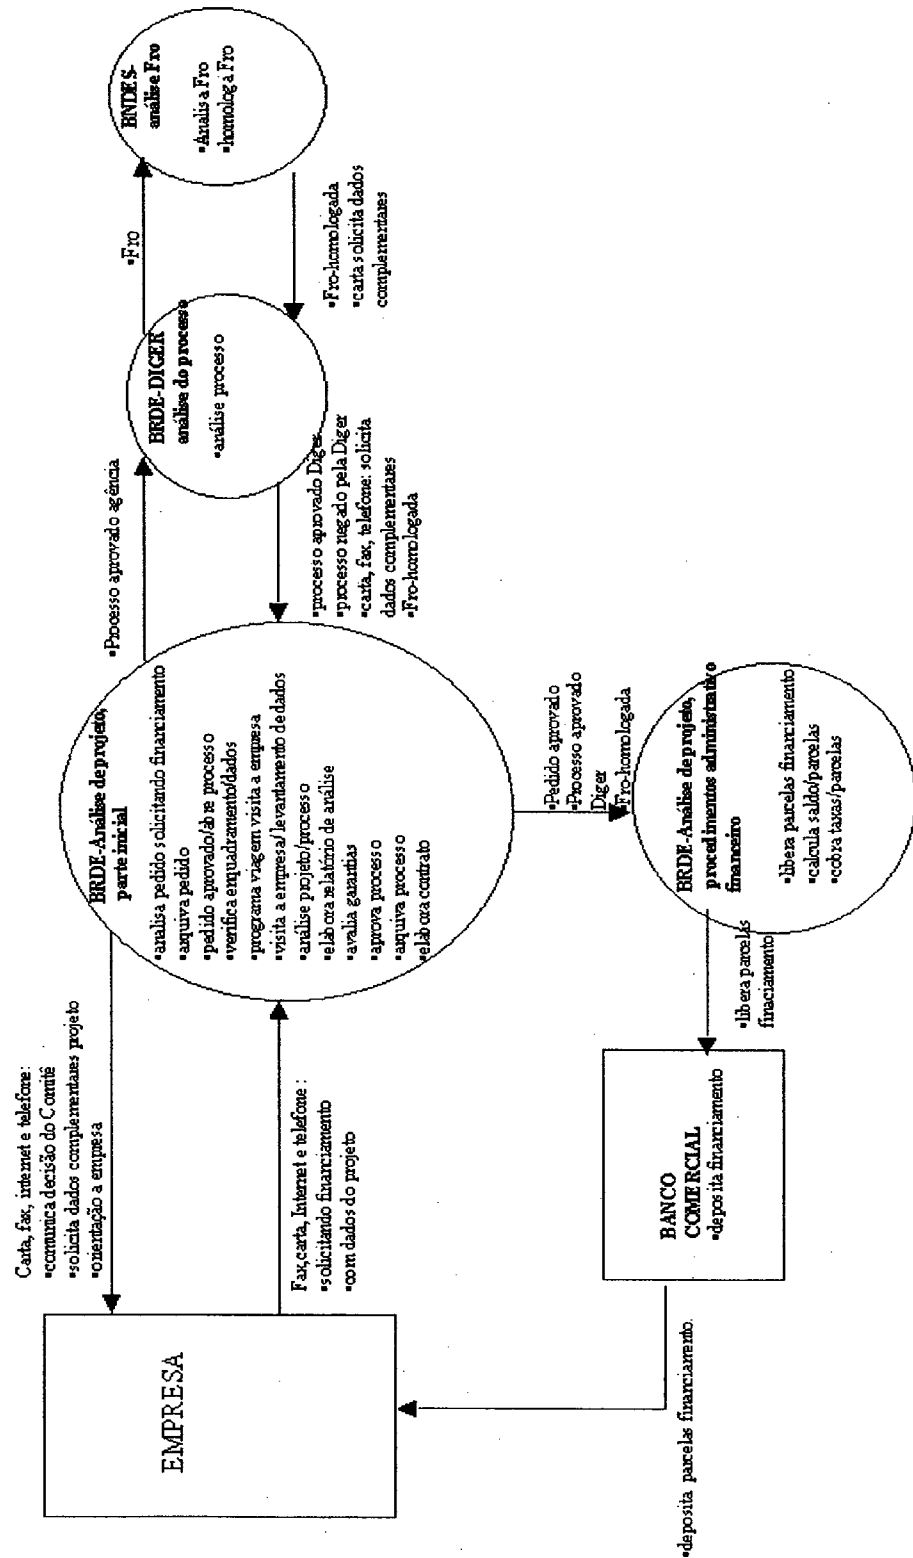 Carta, fax, internet e telefone:
▪comunica decisão do Comitê
▪solicita dados complementares projeto
▪orientação a empresa
EMPRESA
Fax,carta, Internet e telefone :
▪solicitando financiamento
▪com dados do projeto
BRDE-Análise de projeto,
parte inicial
▪analisa pedido solicitando financiamento
▪arquiva pedido
▪pedido aprovado/abre processo
▪verifica enquadramento/dados
▪programa viagem visita a empresa
▪visita a empresa/ levantamento de dados
▪análise projeto/processo
▪elabora relatório de análise
▪avalia garantias
▪aprova processo
▪arquiva processo
▪elabora contrato
▪Processo aprovado agência
BRDE-DIGER
análise do processo
▪análise processo
▪processo aprovado Diger
▪processo negado pela Diger
▪carta, fax, telefone: solicita
dados complementares
▪Fro-homologada
▪Fro
BNDES-
análise Fro
▪Analisa Fro
▪homologa Fro
▪Fro-homologada
▪carta solicita dados
complementares
▪Pedido aprovado
▪Processo aprovado
Diger
▪Fro-homologada
BRDE-Análise de projeto,
procedimentos administrativo
financeiro
▪libera parcelas financiamento
▪calcula saldo/parcelas
▪cobra taxas/parcelas
▪libera parcelas
finaciamento
BANCO
COMERCIAL
▪deposita financiamento
▪deposita parcelas financiamento.